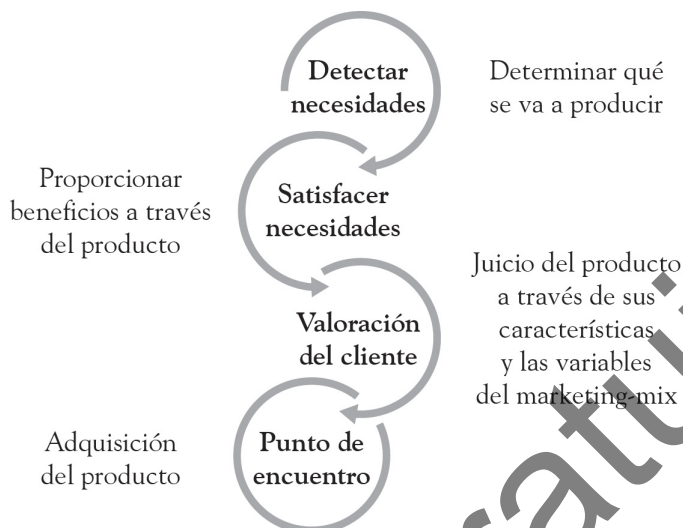 Detectar
necesidades
Determinar qué
se va a producir
Proporcionar
beneficios a través
del producto
Satisfacer
necesidades
Juicio del producto
a través de sus
características
y las variables
del marketing-mix
Valoración
del cliente
Adquisición
del producto
Punto de
encuentro